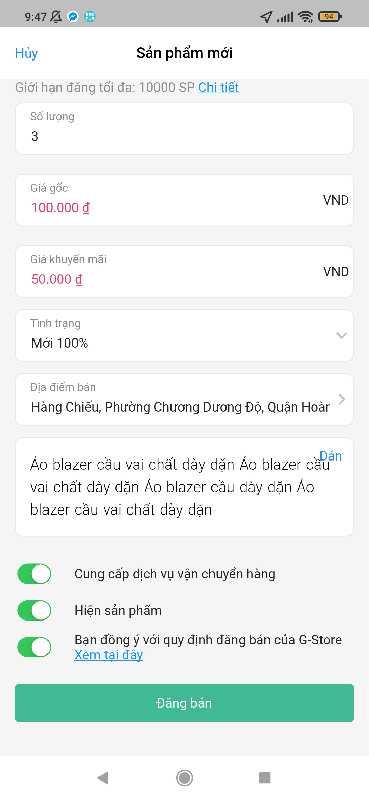 9:47
94
Hủy
Sản phẩm mới
Giới hạn đăng tối đa: 10000 SP Chi tiết
Số lượng
3
Giá gốc
100.000 ₫
VND
Giá khuyến mãi
50.000 ₫
VND
Tình trạng
Mới 100%
Địa điểm bán
Hàng Chiếu, Phường Chương Dương Độ, Quận Hoàn
Dán
Áo blazer cầu vai chất dày dặn Áo blazer cầu
vai chất dày dặn Áo blazer cầu dày dặn Áo
blazer cầu vai chất dày dặn
Cung cấp dịch vụ vận chuyển hàng
Hiện sản phẩm
Bạn đồng ý với quy định đăng bán của G-Store
Xem tại đây
Đăng bán